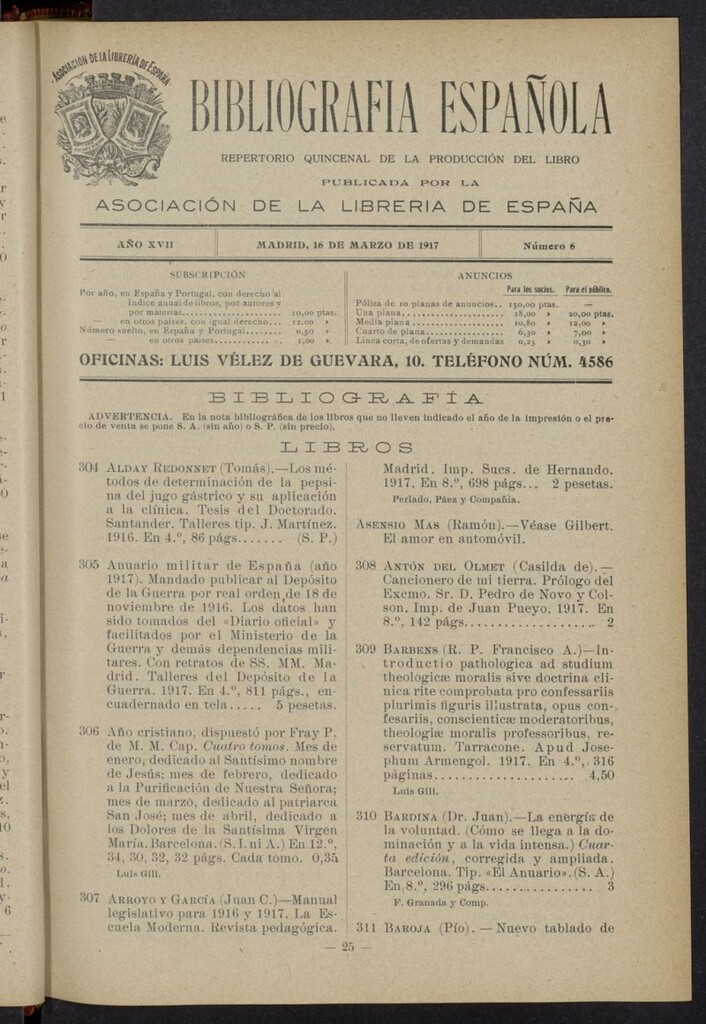 ASOCIACIÓN DE LA LIBRERIA DE ESPAÑA
BIBLIOGRAFIA ESPAÑOLA
REPERTORIO QUINCENAL DE LA PRODUCCIÓN DEL LIBRO
PUBLICADA POR LA
ASOCIACIÓN DE LA LIBRERIA DE ESPAÑA
AÑO XVII
MADRID, 16 DE MARZO DE 1917
Número 6
SUBSCRIPCIÓN
Por año, en España y Portugal, con derecho al
Indice anual de libros, por autores y
por materias.................. 10,00 ptas.
— en otros países, con igual derecho... 12,00 »
Número suelto, en España y Portugal....... 0,50 »
— en otros países............. 1,00 »
ANUNCIOS
Para los socios. Para el público.
Póliza de 10 planas de anuncios.. 150,00 ptas. —
Una plana.................... 18,00 » 20,00 ptas.
Media plana.................. 10,80 » 12,00 »
Cuarto de plana.............. 6,30 » 7,00 »
Línea corta, de ofertas y demandas 0,25 » 0,30 »
OFICINAS: LUIS VÉLEZ DE GUEVARA, 10. TELÉFONO NÚM. 4586
BIBLIOGRAFÍA
ADVERTENCIA. En la nota bibliográfica de los libros que no lleven indicado el año de la impresión o el pre-
cio de venta se pone S. A. (sin año) o S. P. (sin precio).
LIBROS
304 ALDAY REDONNET (Tomás).—Los mé-
todos de determinación de la pepsi-
na del jugo gástrico y su aplicación
a la clínica. Tesis del Doctorado.
Santander. Talleres tip. J. Martínez.
1916. En 4.º, 86 págs....... (S. P.)
305 Anuario militar de España (año
1917). Mandado publicar al Depósito
de la Guerra por real orden de 18 de
noviembre de 1916. Los datos han
sido tomados del «Diario oficial» y
facilitados por el Ministerio de la
Guerra y demás dependencias mili-
tares. Con retratos de SS. MM. Ma-
drid. Talleres del Depósito de la
Guerra. 1917. En 4.º, 811 págs., en-
cuadernado en tela..... 5 pesetas.
306 Año cristiano, dispuesto por Fray P.
de M. M. Cap. Cuatro tomos. Mes de
enero, dedicado al Santísimo nombre
de Jesús; mes de febrero, dedicado
a la Purificación de Nuestra Señora;
mes de marzo, dedicado al patriarca
San José; mes de abril, dedicado a
los Dolores de la Santísima Virgen
María. Barcelona. (S. I. ni A.) En 12.º,
34, 30, 32, 32 págs. Cada tomo. 0,35
Luis Gili.
307 ARROYO Y GARCÍA (Juan C.)—Manual
legislativo para 1916 y 1917. La Es-
cuela Moderna. Revista pedagógica.
Madrid. Imp. Sucs. de Hernando.
1917. En 8.º, 698 págs... 2 pesetas.
Perlado, Páez y Compañía.
ASENSIO MAS (Ramón).—Véase Gilbert.
El amor en automóvil.
308 ANTÓN DEL OLMET (Casilda de).—
Cancionero de mi tierra. Prólogo del
Excmo. Sr. D. Pedro de Novo y Col-
son. Imp. de Juan Pueyo. 1917. En
8.º, 142 págs................... 2
309 BARBENS (R. P. Francisco A.)—In-
troductio pathologica ad studium
theologicæ moralis sive doctrina cli-
nica rite comprobata pro confessariis
plurimis figuris illustrata, opus con-
fesariis, conscienticæ moderatoribus,
theologiæ moralis professoribus, re-
servatum. Tarracone. Apud Jose-
phum Armengol. 1917. En 4.º, 316
páginas..................... 4,50
Luis Gili.
310 BARDINA (Dr. Juan).—La energía de
la voluntad. (Cómo se llega a la do-
minación y a la vida intensa.) Cuar-
ta edición, corregida y ampliada.
Barcelona. Tip. «El Anuario». (S. A.)
En 8.º, 296 págs................ 3
F. Granada y Comp.
311 BAROJA (Pío). — Nuevo tablado de
— 25 —